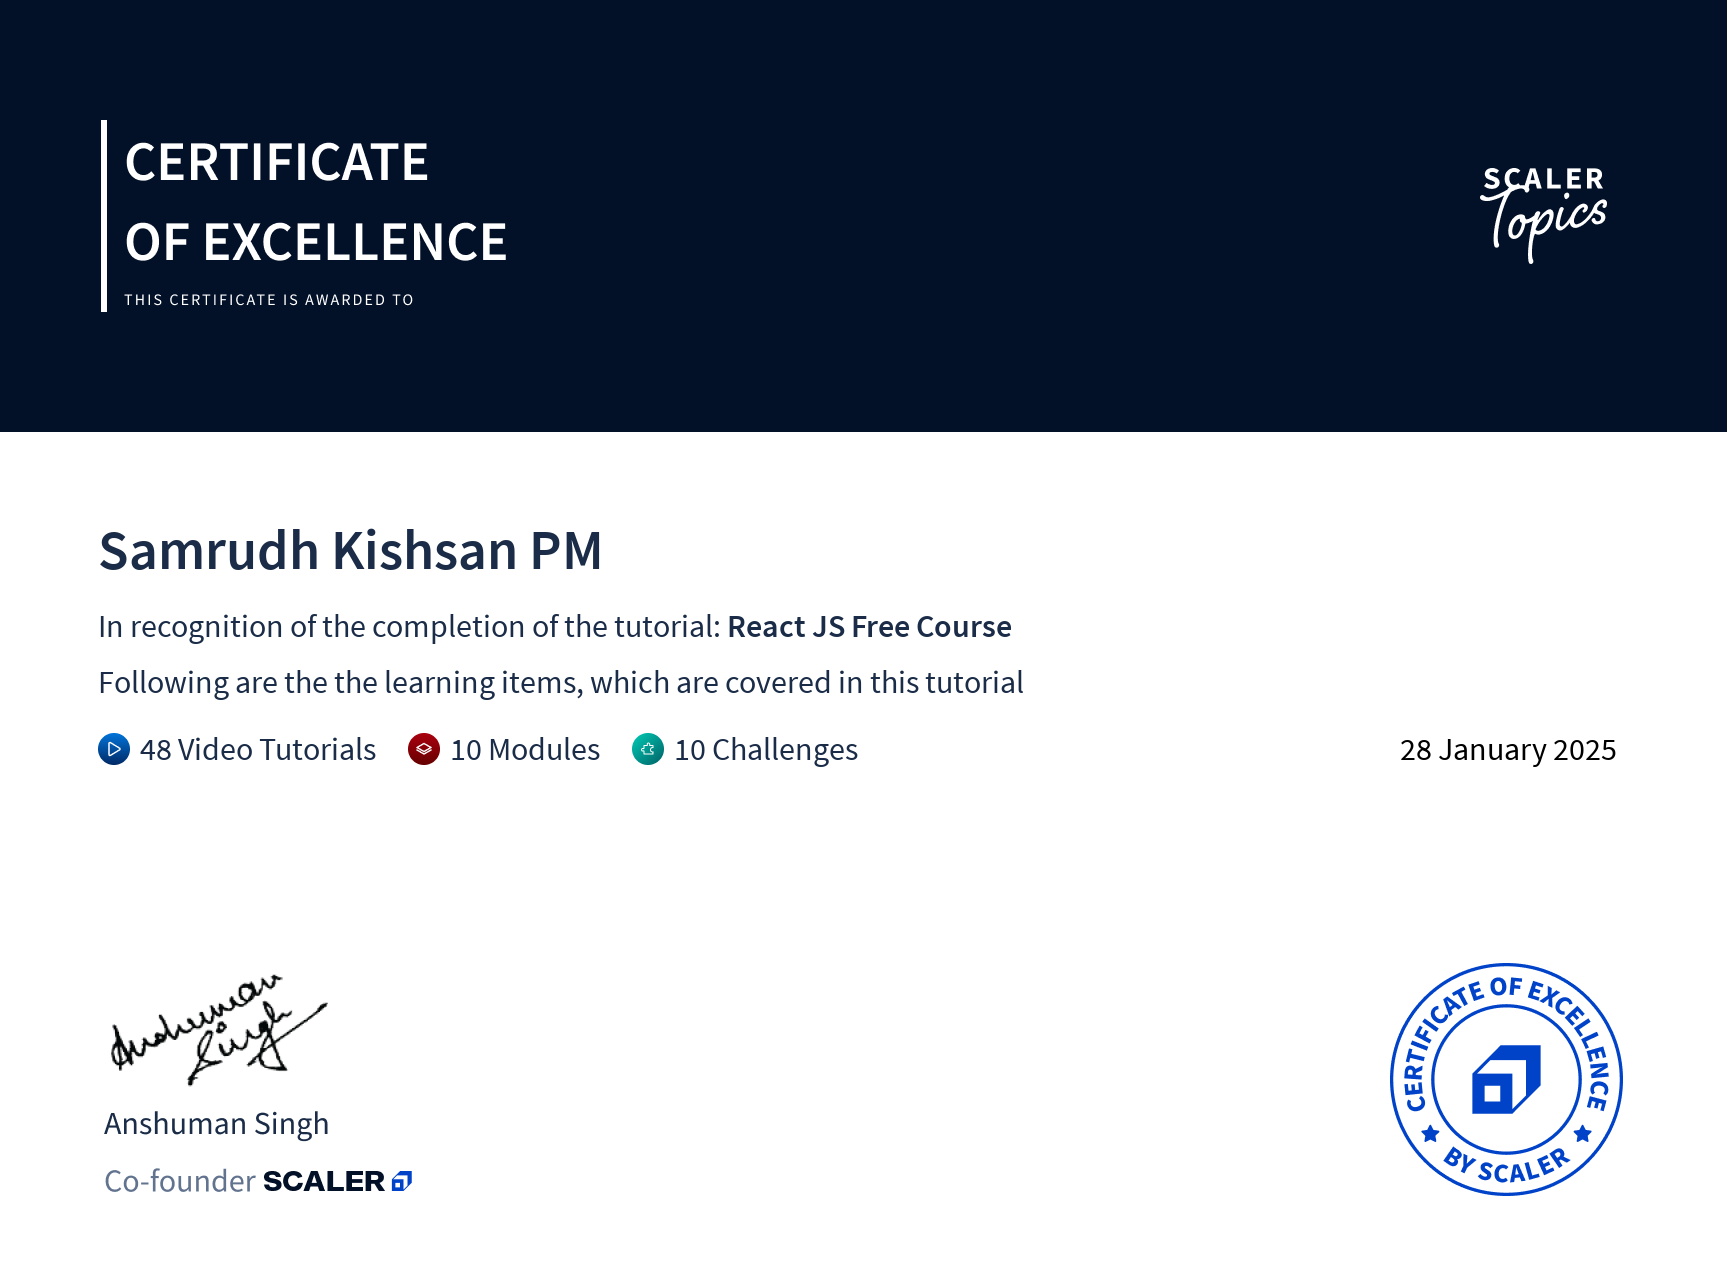 CERTIFICATE
OF EXCELLENCE
THIS CERTIFICATE IS AWARDED TO
SCALER
Topics
Samrudh Kishsan PM
In recognition of the completion of the tutorial: React JS Free Course
Following are the the learning items, which are covered in this tutorial
48 Video Tutorials 10 Modules 10 Challenges
28 January 2025
Anshuman
Singh
Anshuman Singh
Co-founder SCALER
CERTIFICATE OF EXCELLENCE
BY SCALER